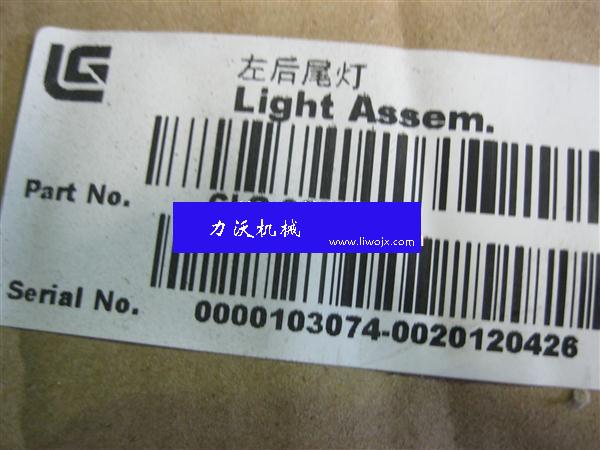 左后尾灯
Light Assem.
Part No.
力沃机械
www.liwojx.com
Serial No.
0000103074-0020120426